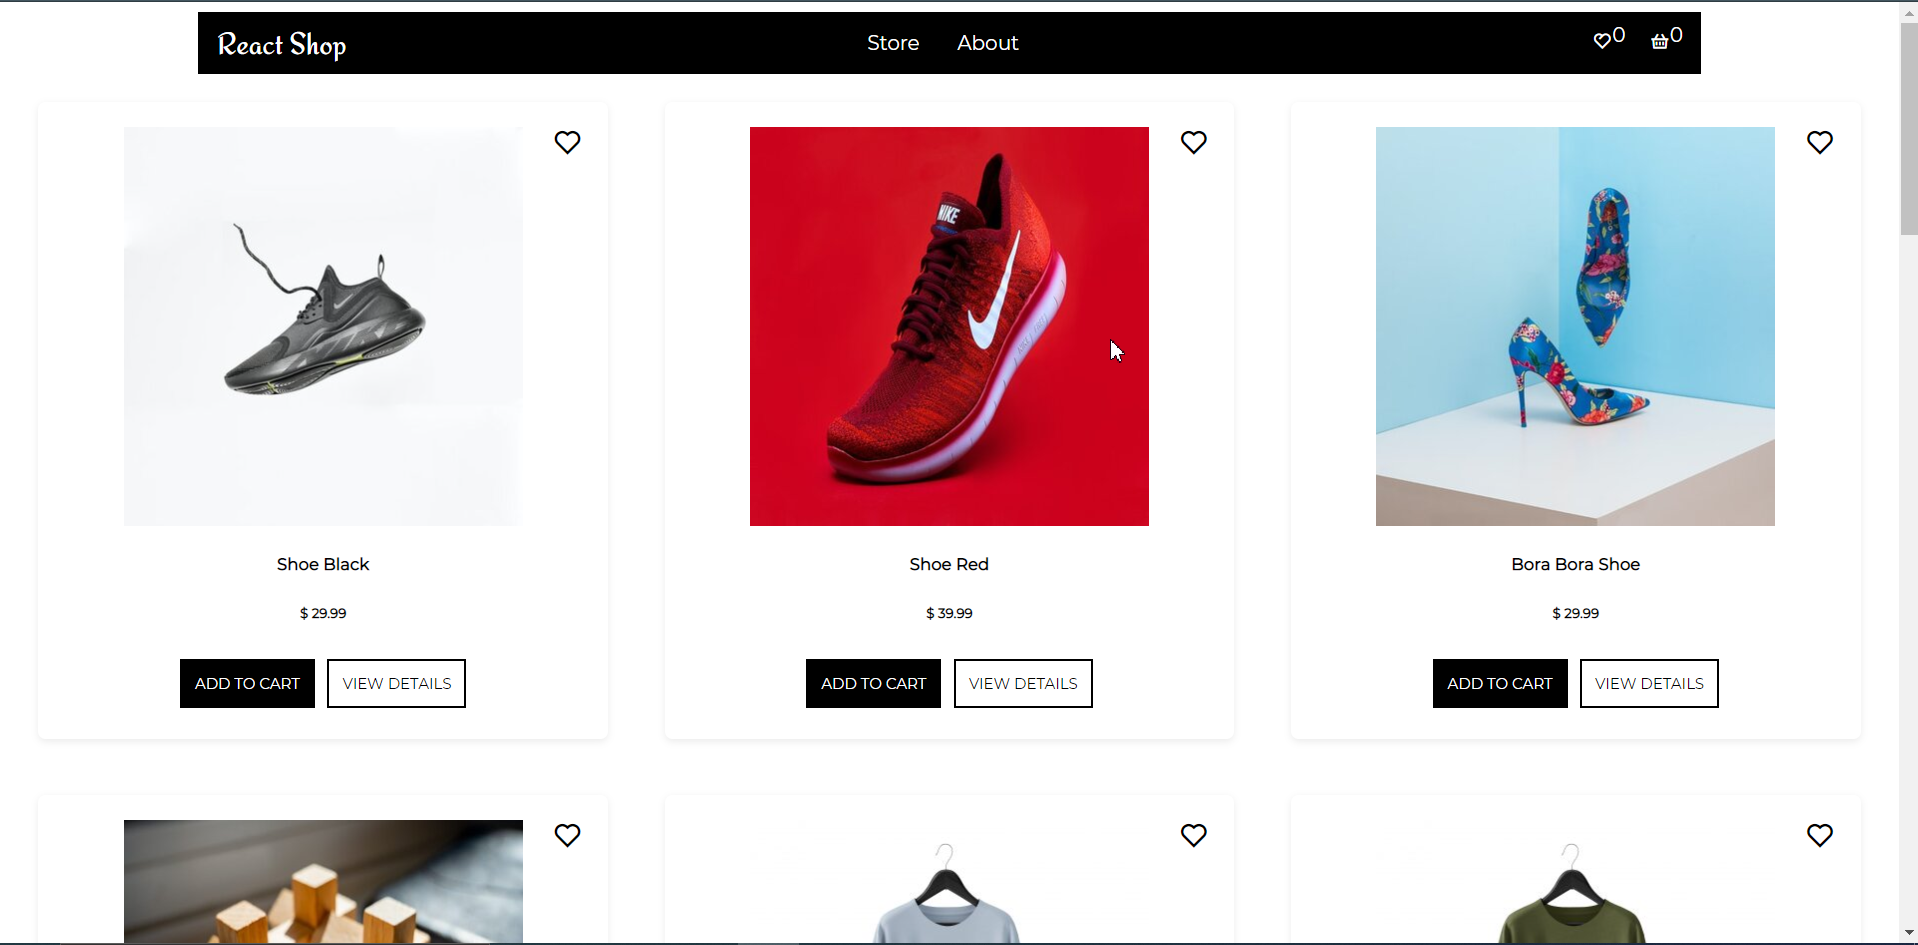 React Shop
Store
About
0
0
NIKE
Shoe Black
$ 29.99
ADD TO CART
VIEW DETAILS
Shoe Red
$ 39.99
ADD TO CART
VIEW DETAILS
Bora Bora Shoe
$ 29.99
ADD TO CART
VIEW DETAILS